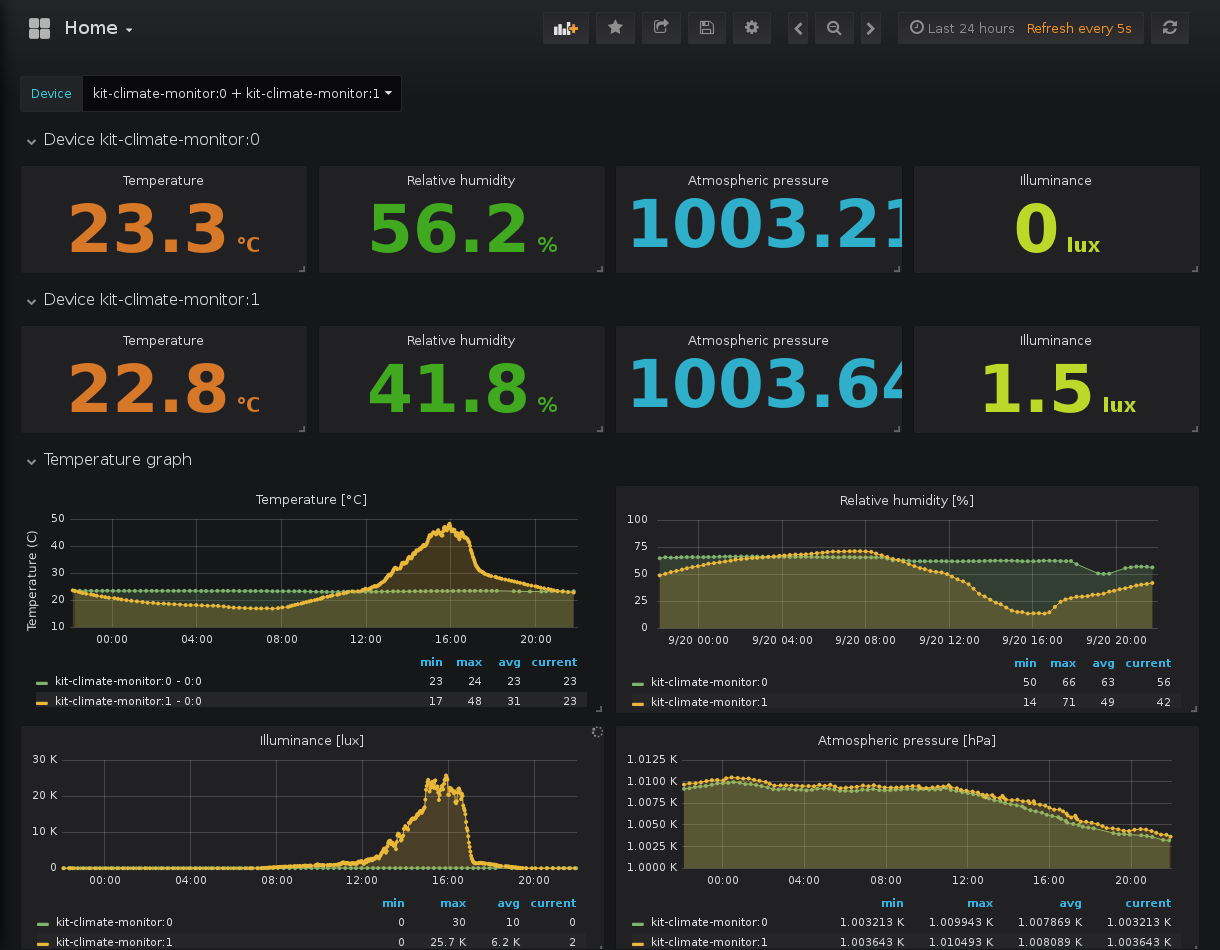 Home
Last 24 hours Refresh every 5s
Device kit-climate-monitor:0 + kit-climate-monitor:1
Device kit-climate-monitor:0
Temperature Relative humidity Atmospheric pressure Illuminance
23.3 °C 56.2 % 1003.21 0 lux
Device kit-climate-monitor:1
Temperature Relative humidity Atmospheric pressure Illuminance
22.8 °C 41.8 % 1003.64 1.5 lux
Temperature graph
Temperature [°C]
Temperature (C)
50
40
30
20
10
00:00 04:00 08:00 12:00 16:00 20:00
min max avg current
kit-climate-monitor:0 - 0:0 23 24 23 23
kit-climate-monitor:1 - 0:0 17 48 31 23
Relative humidity [%]
100
75
50
25
0
9/20 00:00 9/20 04:00 9/20 08:00 9/20 12:00 9/20 16:00 9/20 20:00
min max avg current
kit-climate-monitor:0 50 66 63 56
kit-climate-monitor:1 14 71 49 42
Illuminance [lux]
30 K
20 K
10 K
0
00:00 04:00 08:00 12:00 16:00 20:00
min max avg current
kit-climate-monitor:0 0 30 10 0
kit-climate-monitor:1 0 25.7 K 6.2 K 2
Atmospheric pressure [hPa]
1.0125 K
1.0100 K
1.0075 K
1.0050 K
1.0025 K
1.0000 K
00:00 04:00 08:00 12:00 16:00 20:00
min max avg current
kit-climate-monitor:0 1.003213 K 1.009943 K 1.007869 K 1.003213 K
kit-climate-monitor:1 1.003643 K 1.010493 K 1.008089 K 1.003643 K